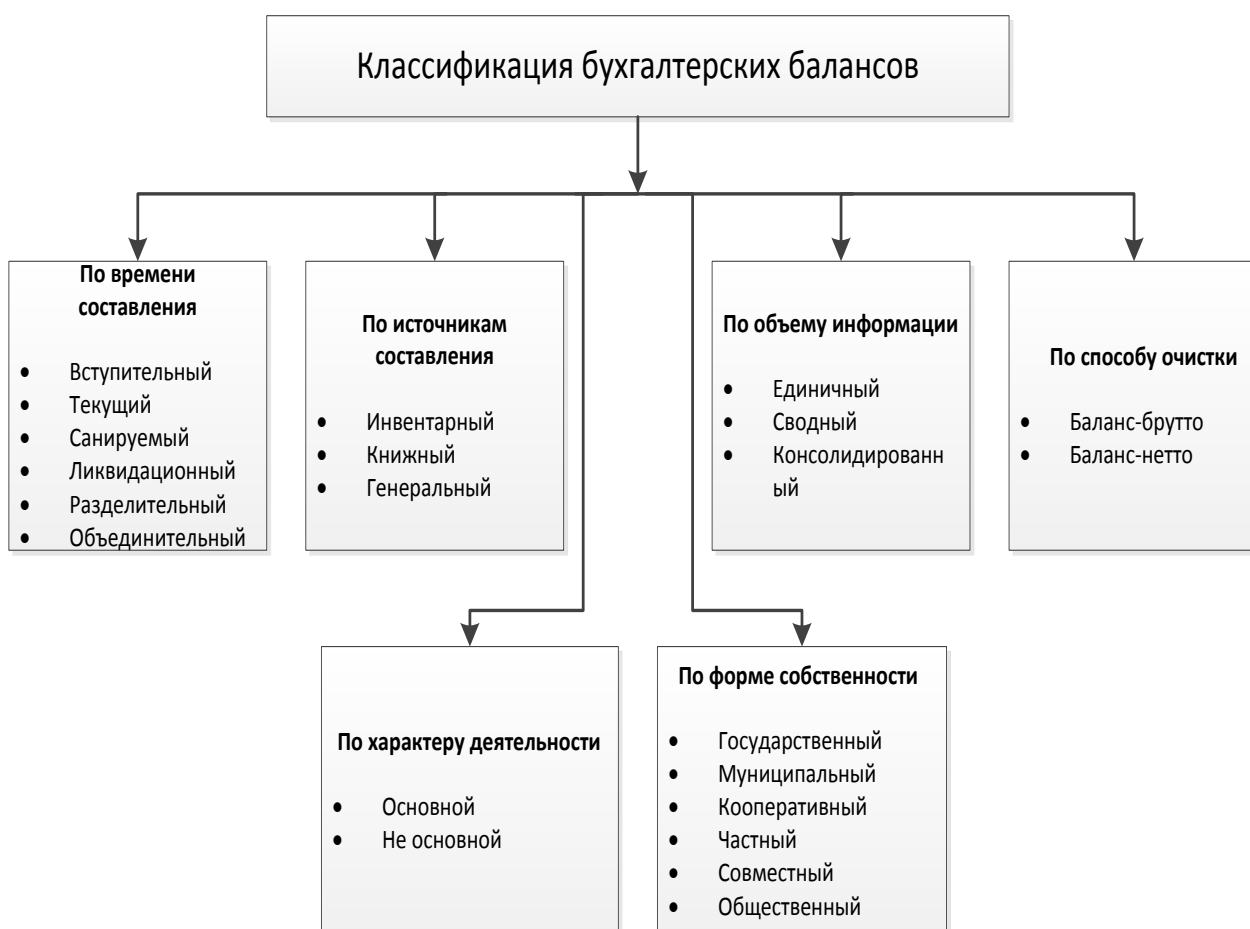 Классификация бухгалтерских балансов
По времени
составления
• Вступительный
• Текущий
• Санируемый
• Ликвидационный
• Разделительный
• Объединительный
По источникам
составления
• Инвентарный
• Книжный
• Генеральный
По объему информации
• Единичный
• Сводный
• Консолидированн
ый
По способу очистки
• Баланс-брутто
• Баланс-нетто
По характеру деятельности
• Основной
• Не основной
По форме собственности
• Государственный
• Муниципальный
• Кооперативный
• Частный
• Совместный
• Общественный